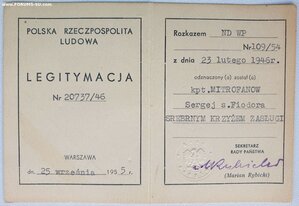 www.FORUMS-su.com
POLSKA RZECZPOSPOLITA
LUDOWA
LEGITYMACJA
Nr 20737/46
WARSZAWA
dn. 25 września 1955 r.
Rozkazem ND WP
Nr 109/54
z dnia 23 lutego 1946r.
odznaczony (a) został (a)
kpt. MITROFANOW
Sergej s.Fiodora
SREBRNYM KRZYŻEM ZASŁUGI
SEKRETARZ
RADY PAŃSTWA
(Marian Rybicki)